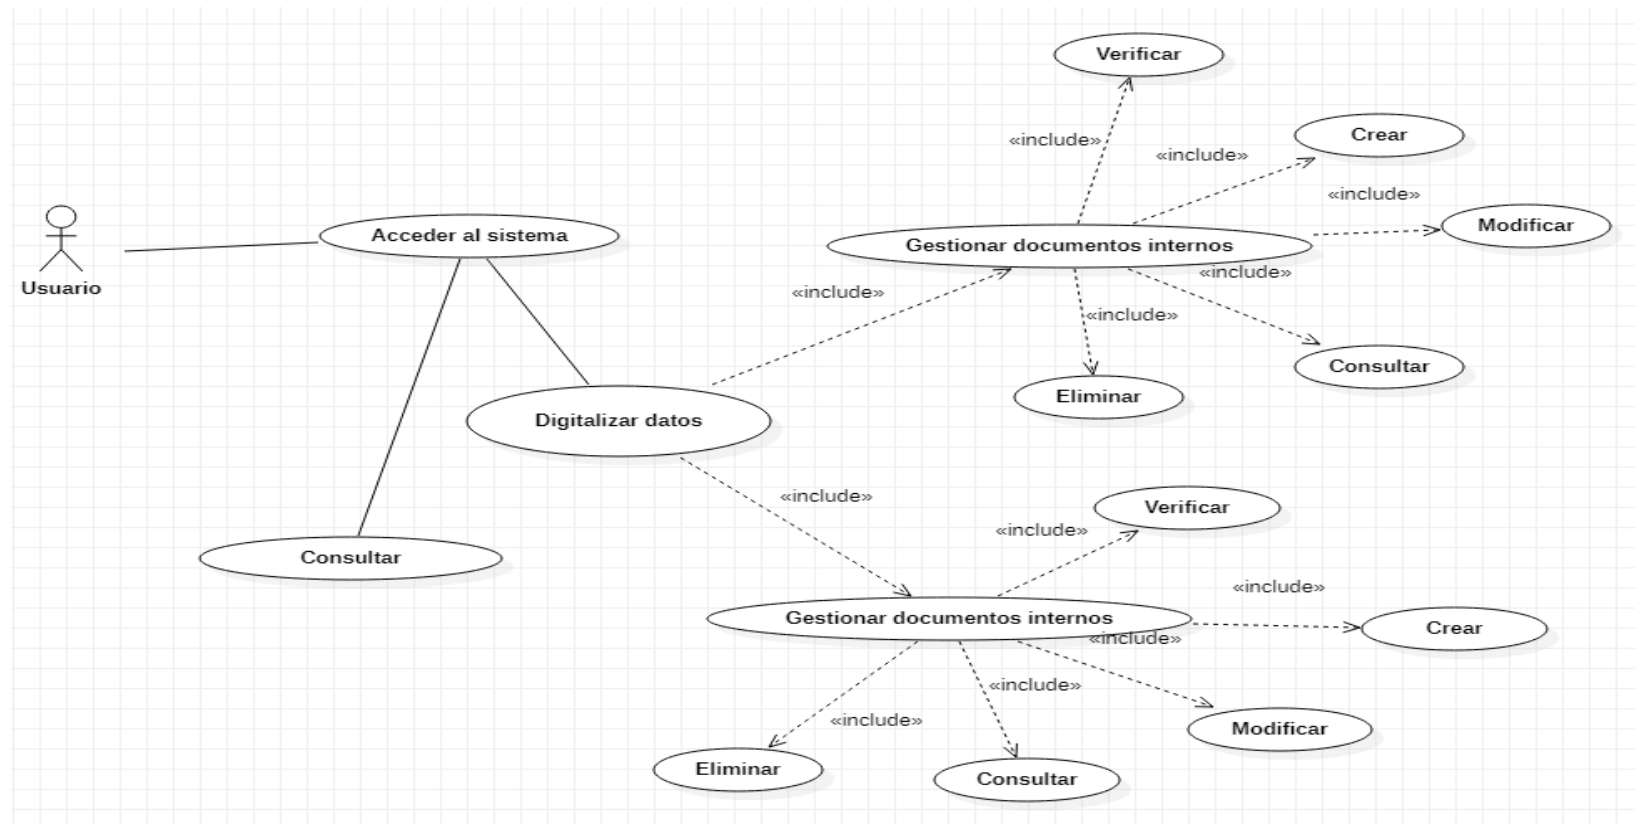 Verificar
«include»
Crear
«include»
«include»
Modificar
Acceder al sistema
Gestionar documentos internos
Usuario
«include»
«include»
«include»
Consultar
Eliminar
Digitalizar datos
«include»
Verificar
«include»
Consultar
«include»
Gestionar documentos internos
Crear
«include»
«include»
«include»
Modificar
Eliminar
Consultar